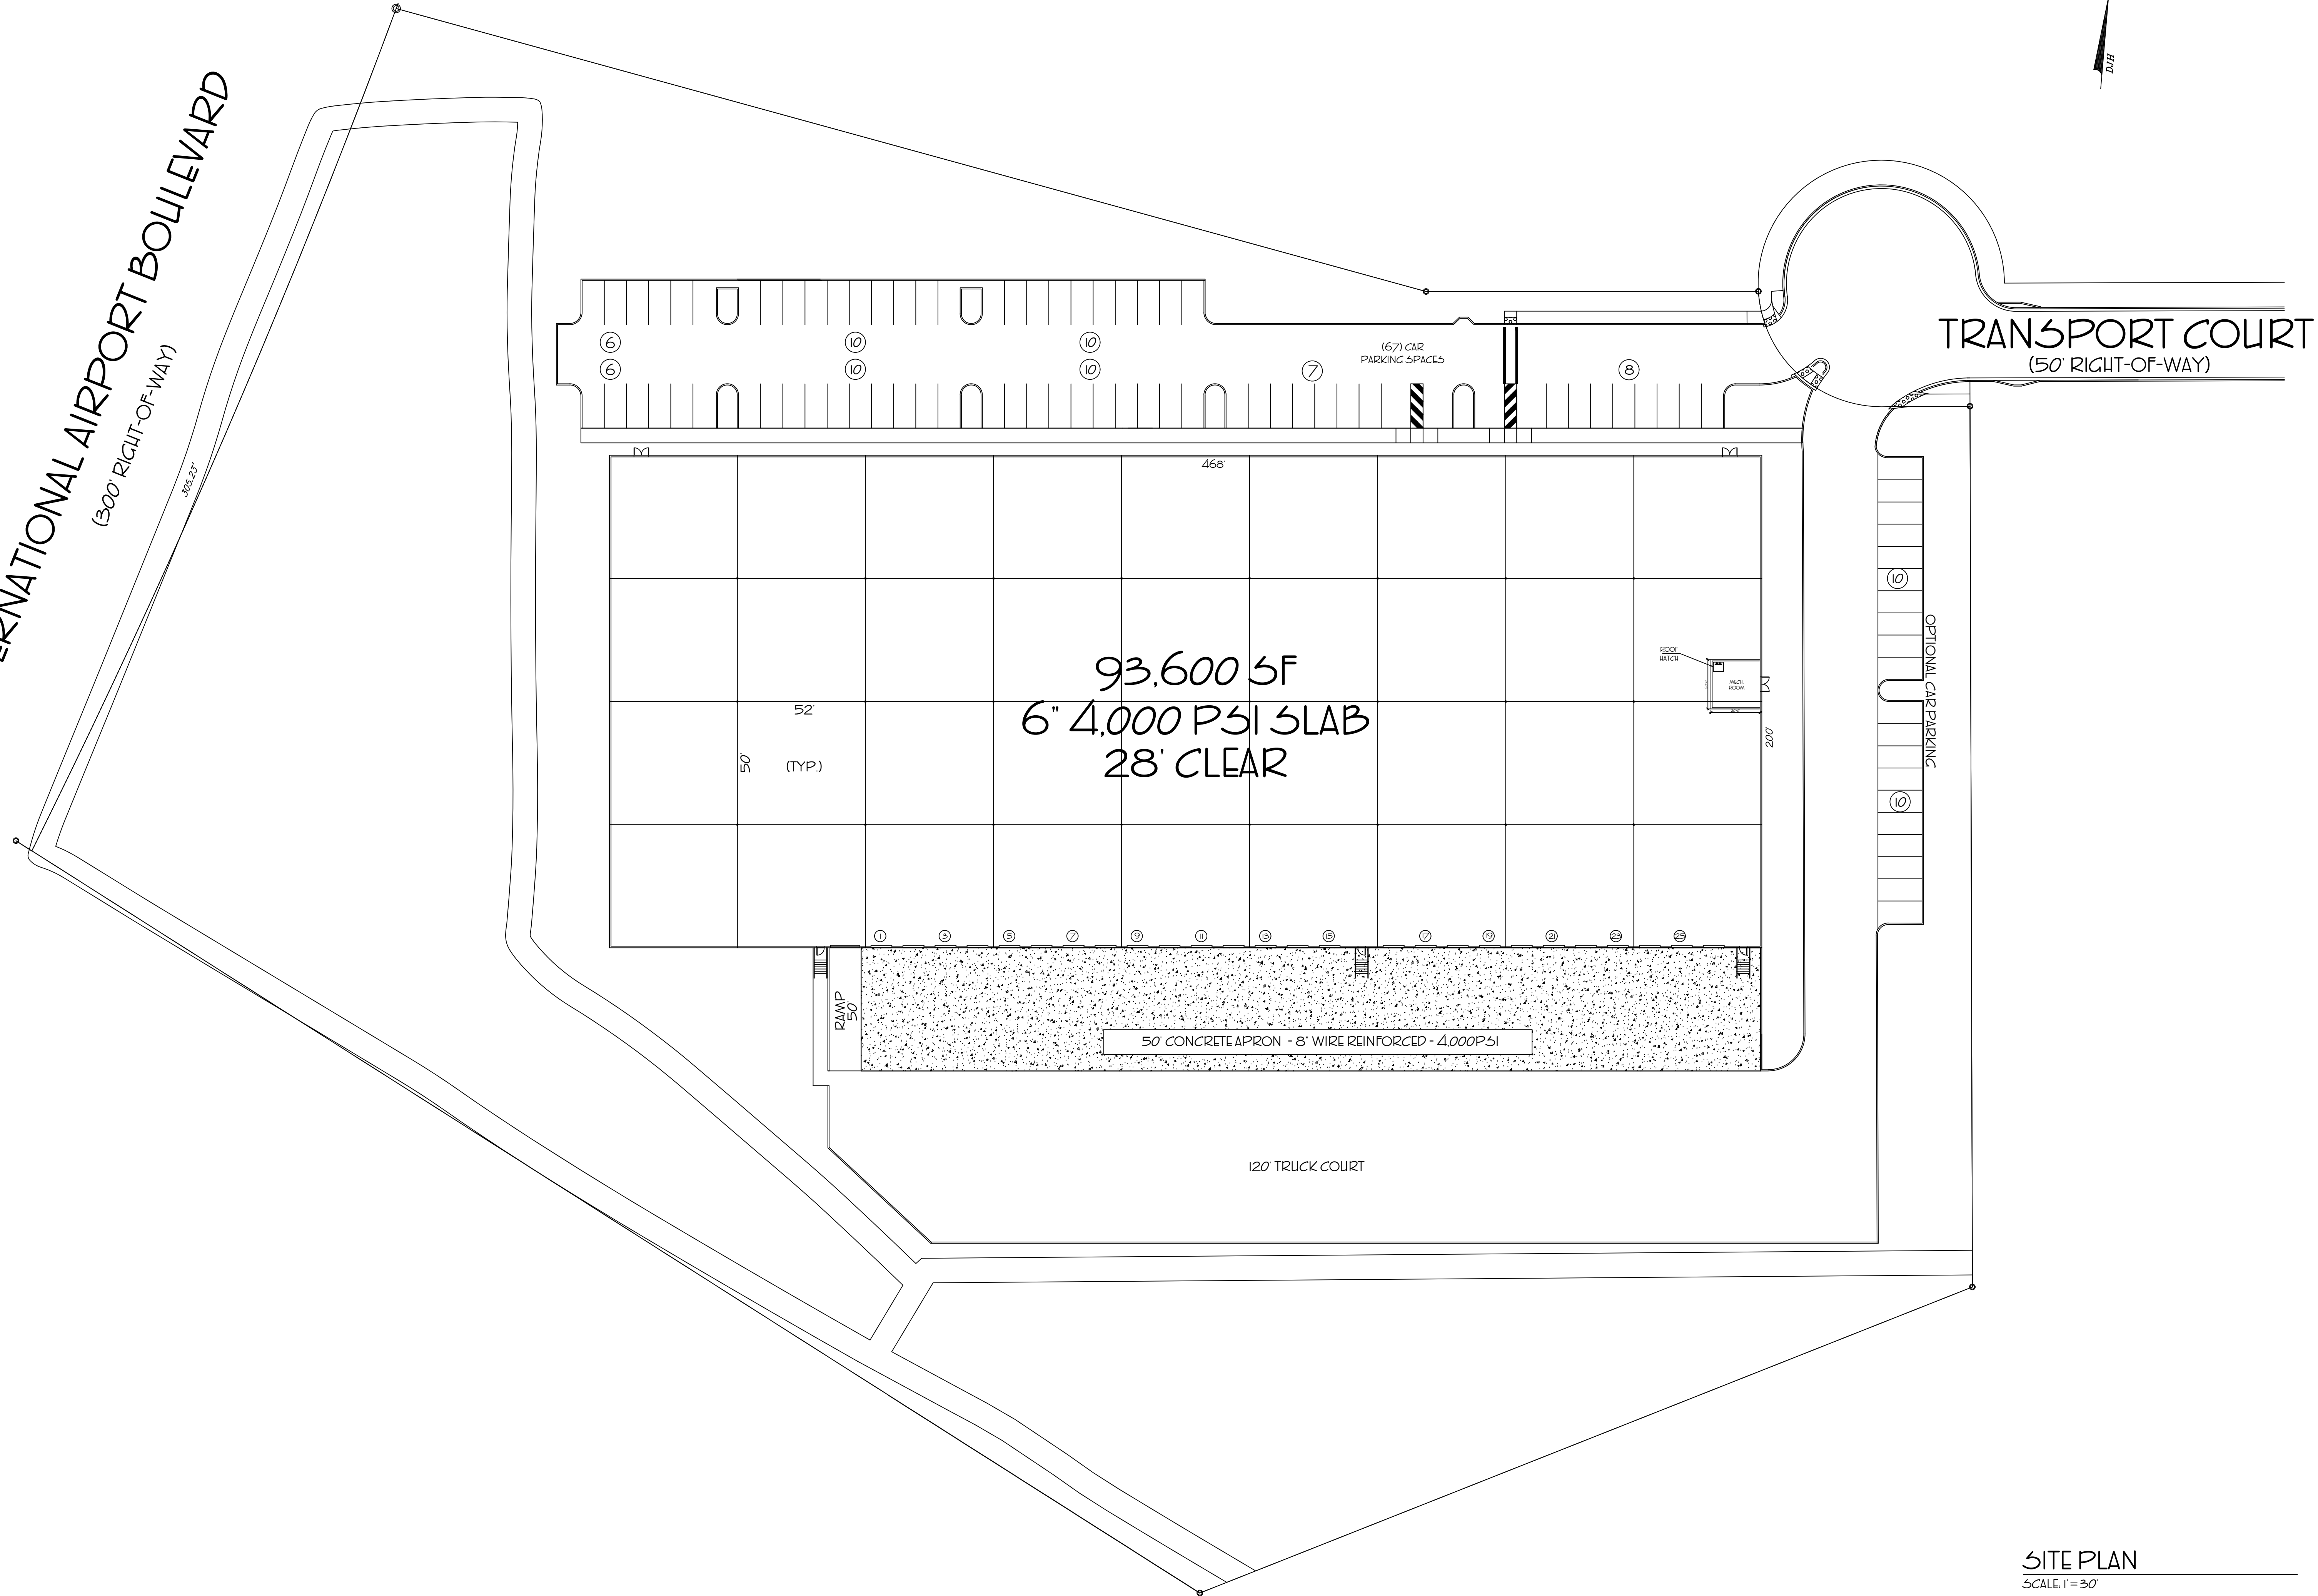 DJH
ERNATIONAL AIRPORT BOULEVARD
(300' RIGHT-OF-WAY)
305.23'
TRANSPORT COURT
(50' RIGHT-OF-WAY)
6
10
10
(67) CAR
PARKING SPACES
6
10
10
7
8
468'
10
OPTIONAL CAR PARKING
10
ROOF
HATCH
MECH
ROOM
200'
93,600 SF
6" 4,000 PSI SLAB
28' CLEAR
52'
50'
(TYP.)
1
3
5
7
9
11
13
15
17
19
21
23
25
RAMP
50'
50' CONCRETE APRON - 8" WIRE REINFORCED - 4,000PSI
120' TRUCK COURT
SITE PLAN
SCALE: 1" = 30'